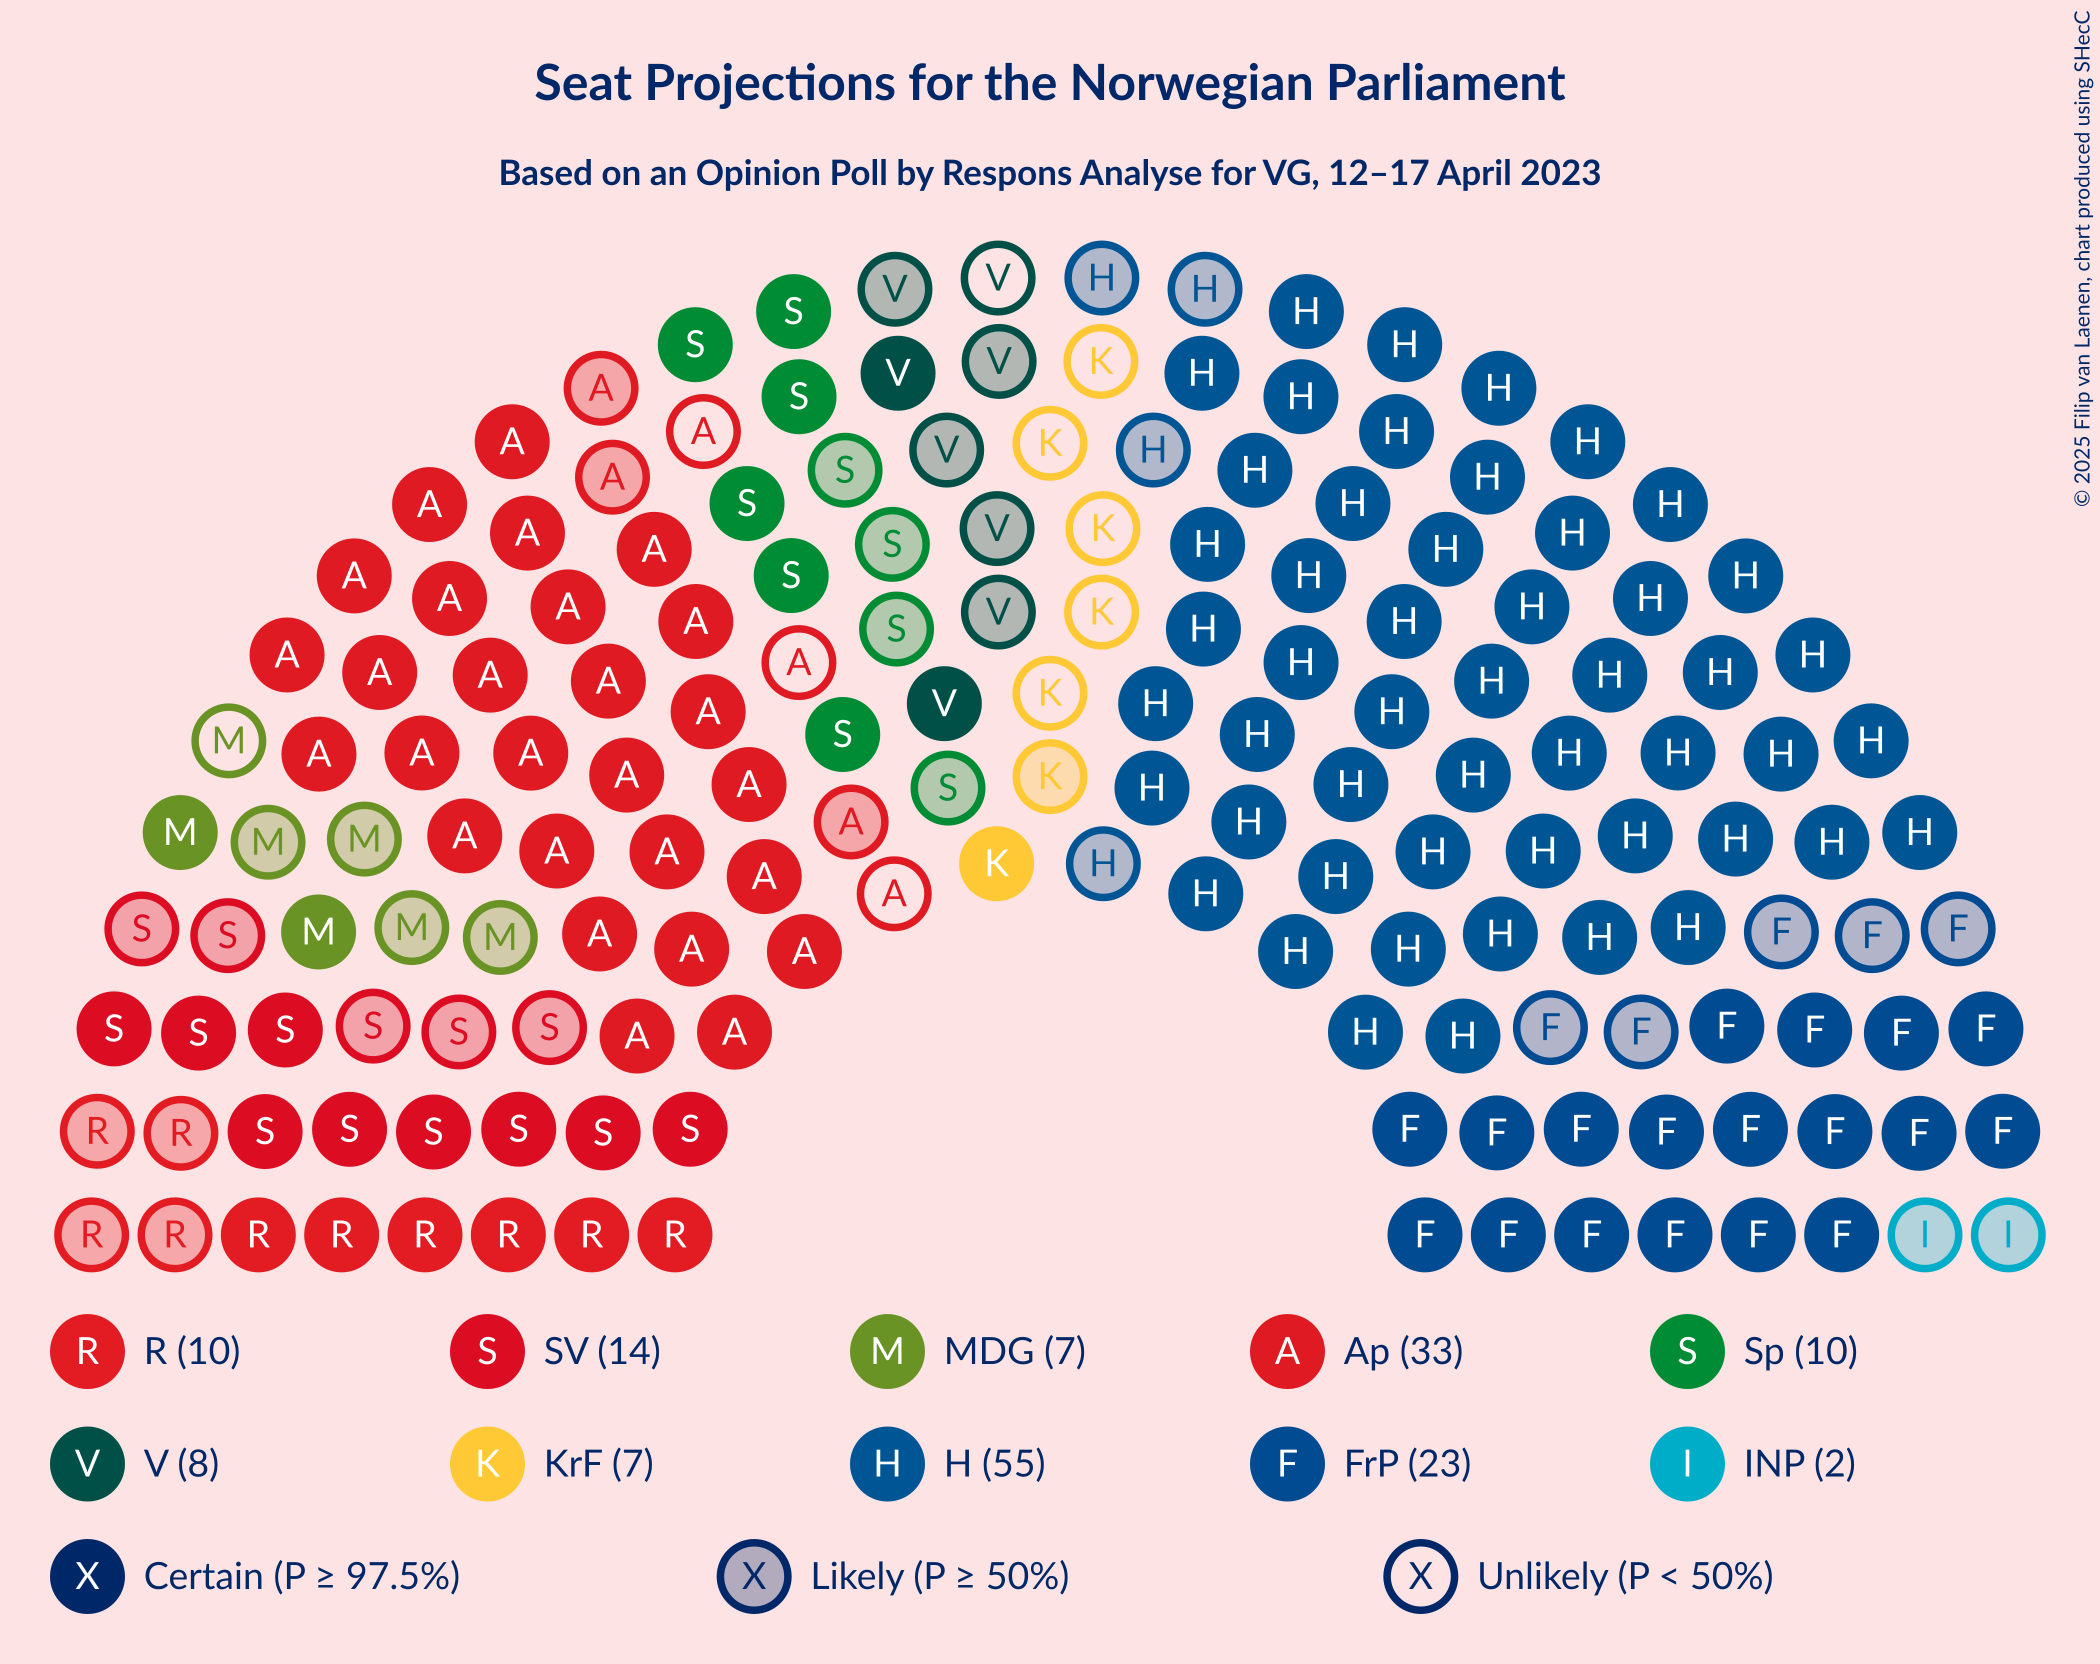 Seat Projections for the Norwegian Parliament
Based on an Opinion Poll by Respons Analyse for VG, 12–17 April 2023
© 2025 Filip van Laenen, chart produced using SHecC
V V H H
S S H H
V V K H
A S H H
A A V K H H H
A A S S H H H
A A A S S V K H H H H H
A A A A S S V K H H H H H H
A A A A A V K H H H H H H
M A A A A A S H H H H H H H
M M M A A A A A S K H H H H H H H H H
S S M M M A A A A K H H H H H H H F F F
S S S S S S A A H H F F F F F F
R R S S S S S S F F F F F F F F
R R R R R R R R F F F F F F I I
R R (10) S SV (14) M MDG (7) A Ap (33) S Sp (10)
V V (8) K KrF (7) H H (55) F FrP (23) I INP (2)
X Certain (P ≥ 97.5%) X Likely (P ≥ 50%) X Unlikely (P < 50%)